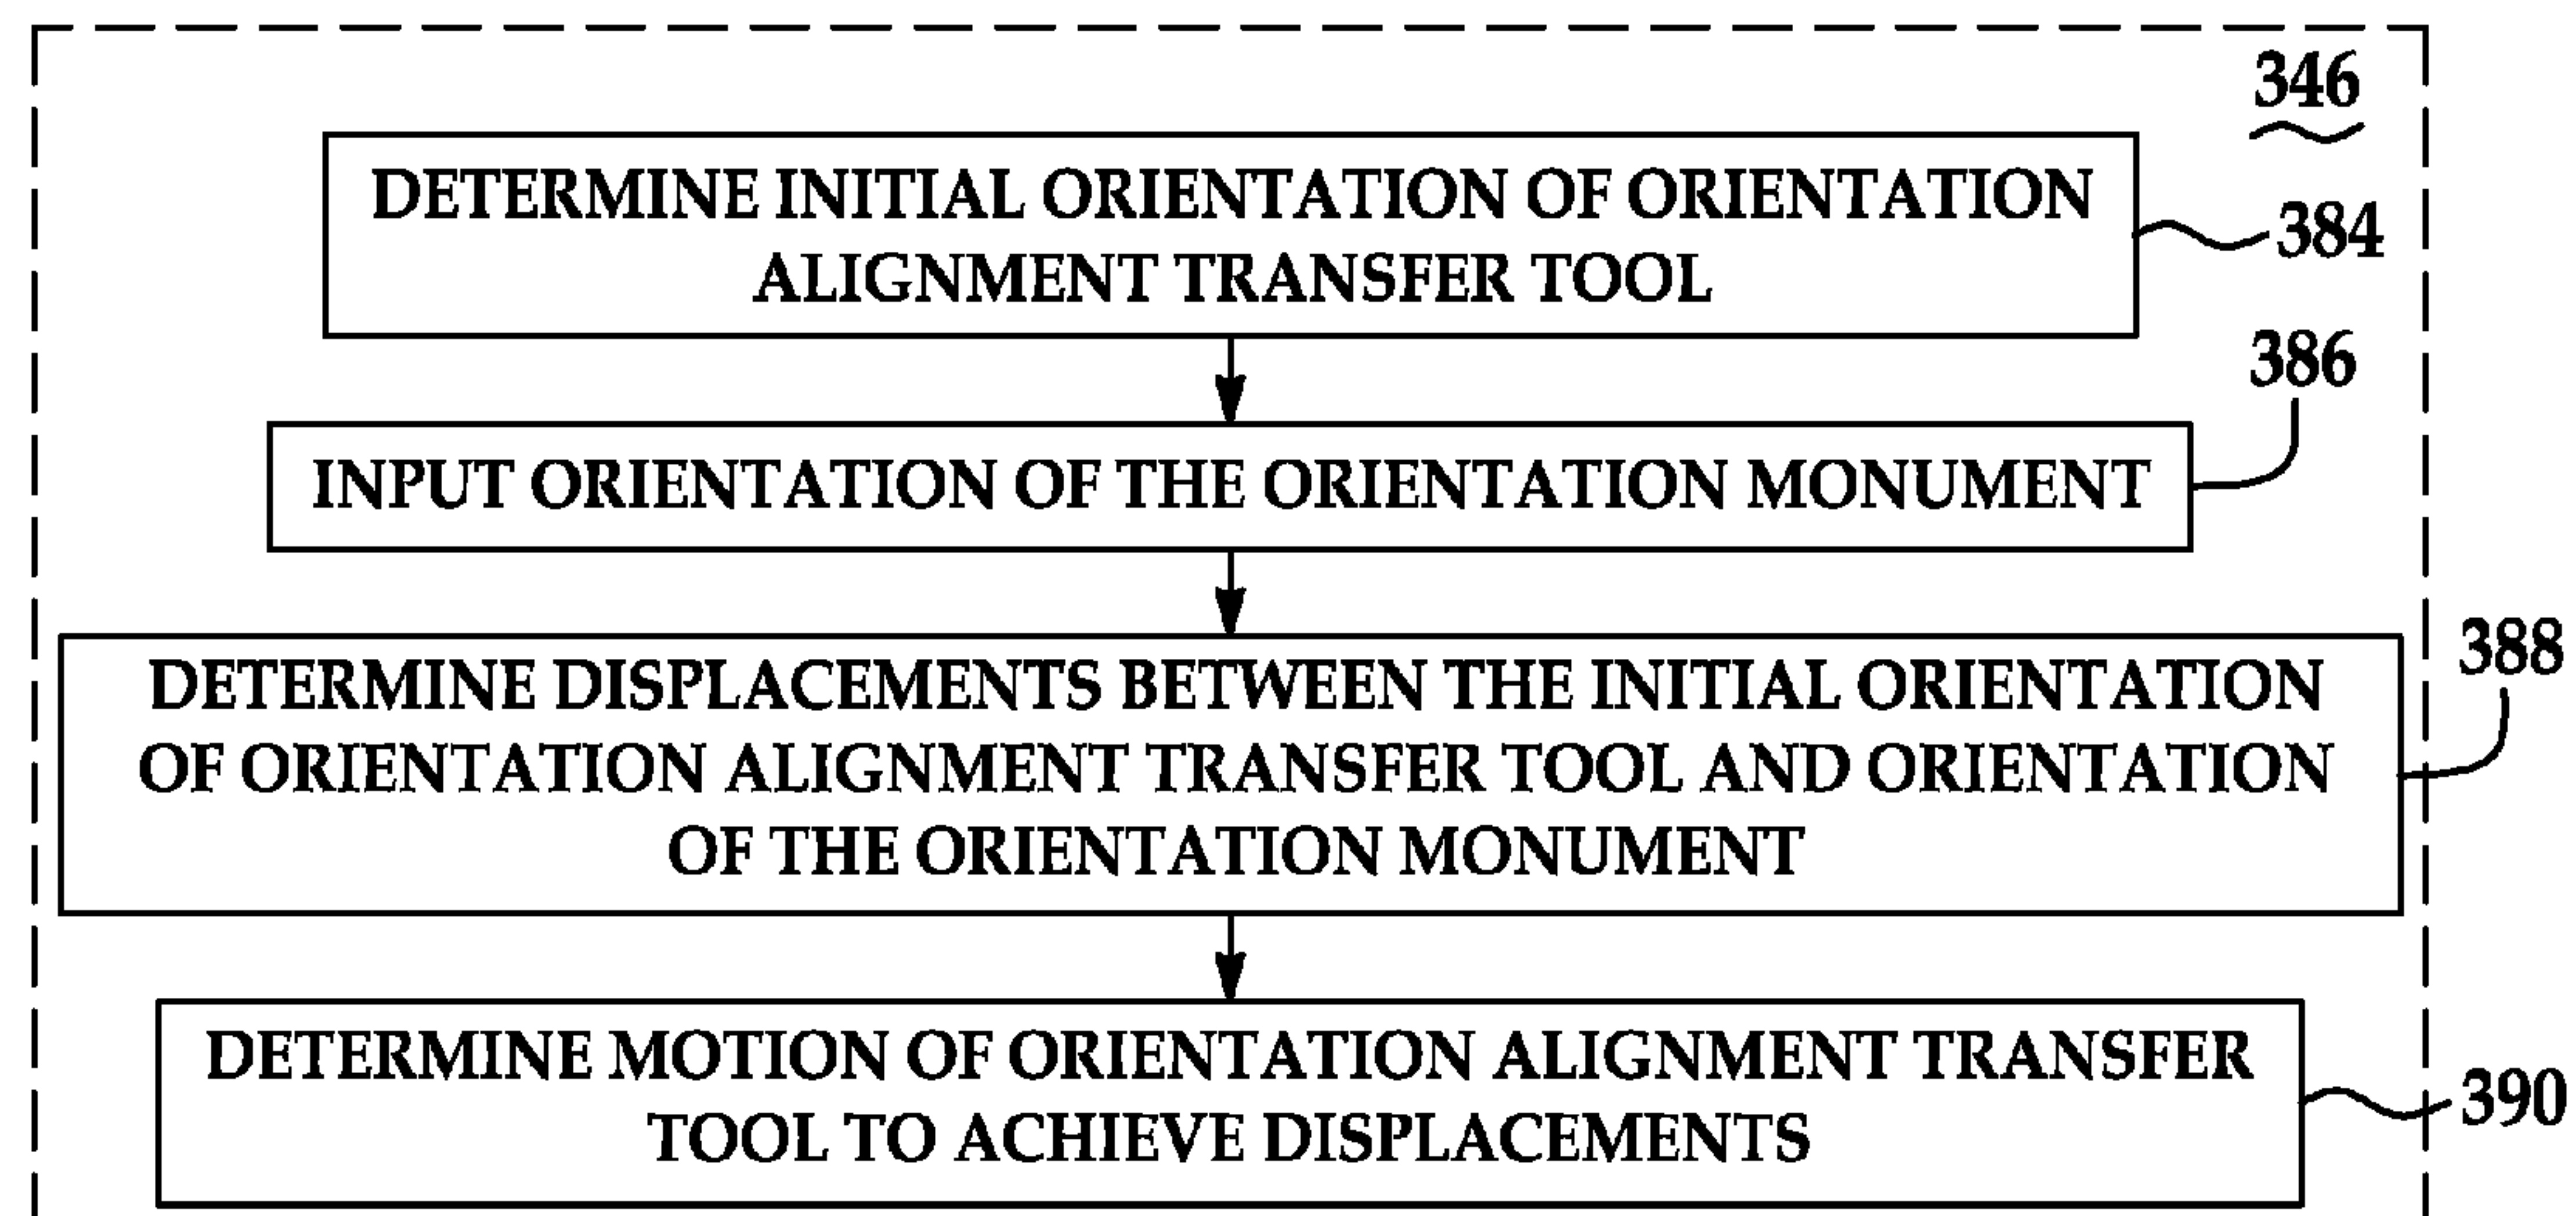 346
DETERMINE INITIAL ORIENTATION OF ORIENTATION
ALIGNMENT TRANSFER TOOL
384
386
INPUT ORIENTATION OF THE ORIENTATION MONUMENT
388
DETERMINE DISPLACEMENTS BETWEEN THE INITIAL ORIENTATION
OF ORIENTATION ALIGNMENT TRANSFER TOOL AND ORIENTATION
OF THE ORIENTATION MONUMENT
DETERMINE MOTION OF ORIENTATION ALIGNMENT TRANSFER
TOOL TO ACHIEVE DISPLACEMENTS
390